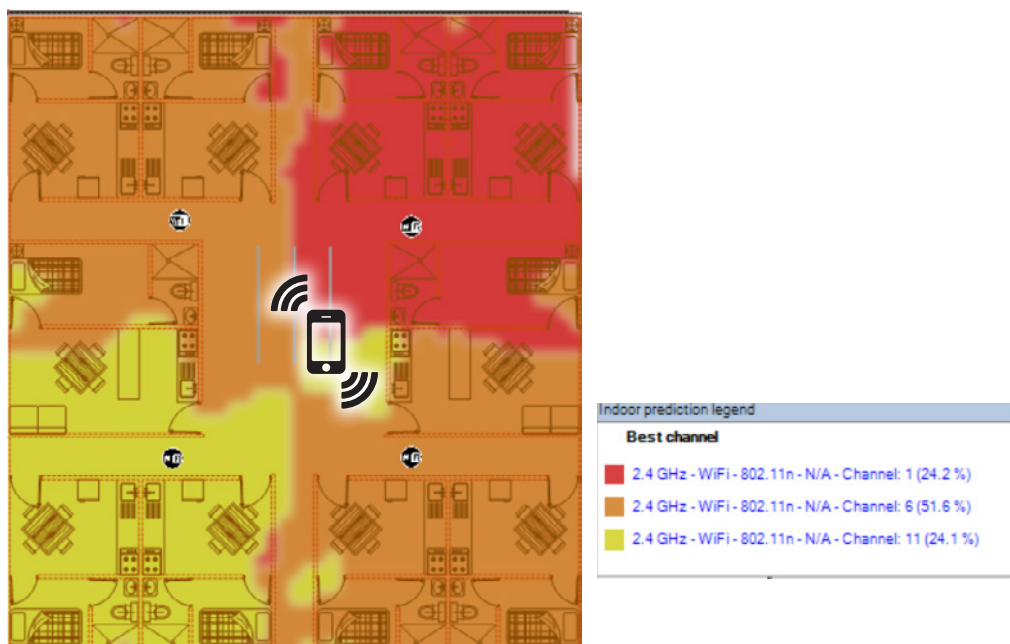 Indoor prediction legend
Best channel
2.4 GHz - WiFi - 802.11n - N/A - Channel: 1 (24.2 %)
2.4 GHz - WiFi - 802.11n - N/A - Channel: 6 (51.6 %)
2.4 GHz - WiFi - 802.11n - N/A - Channel: 11 (24.1 %)